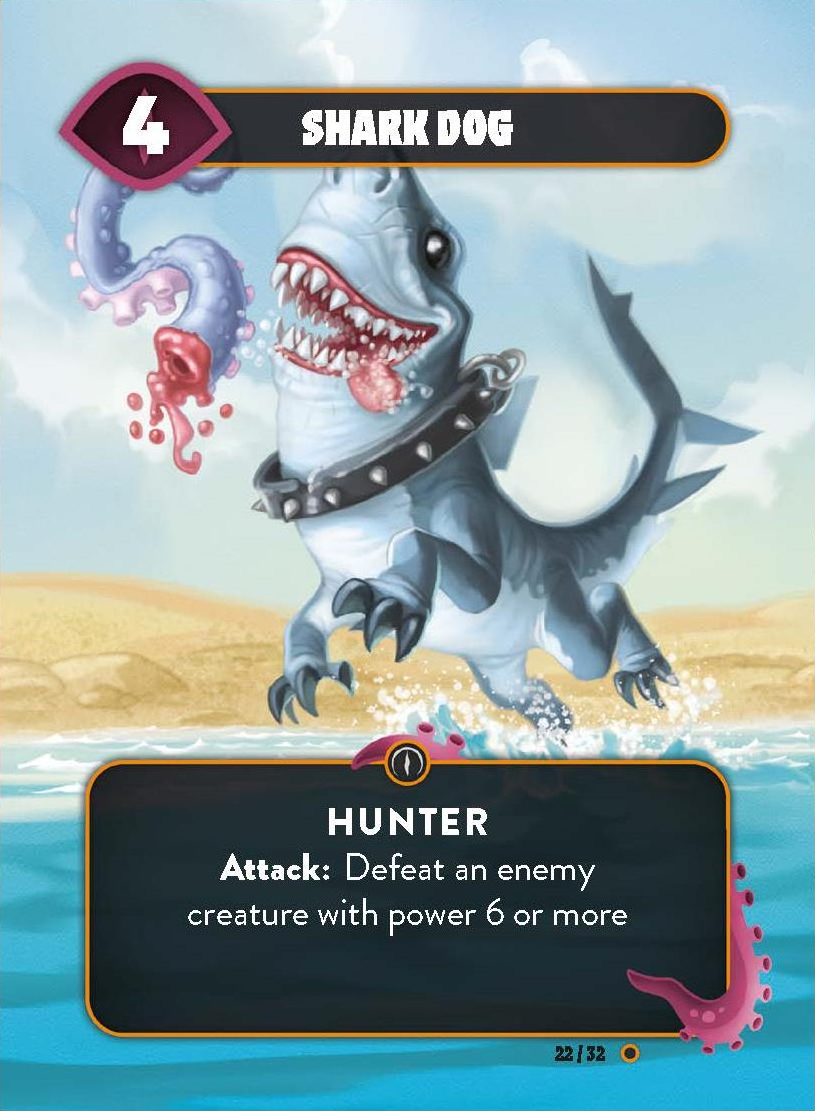 4
SHARK DOG
HUNTER
Attack: Defeat an enemy
creature with power 6 or more
22/32